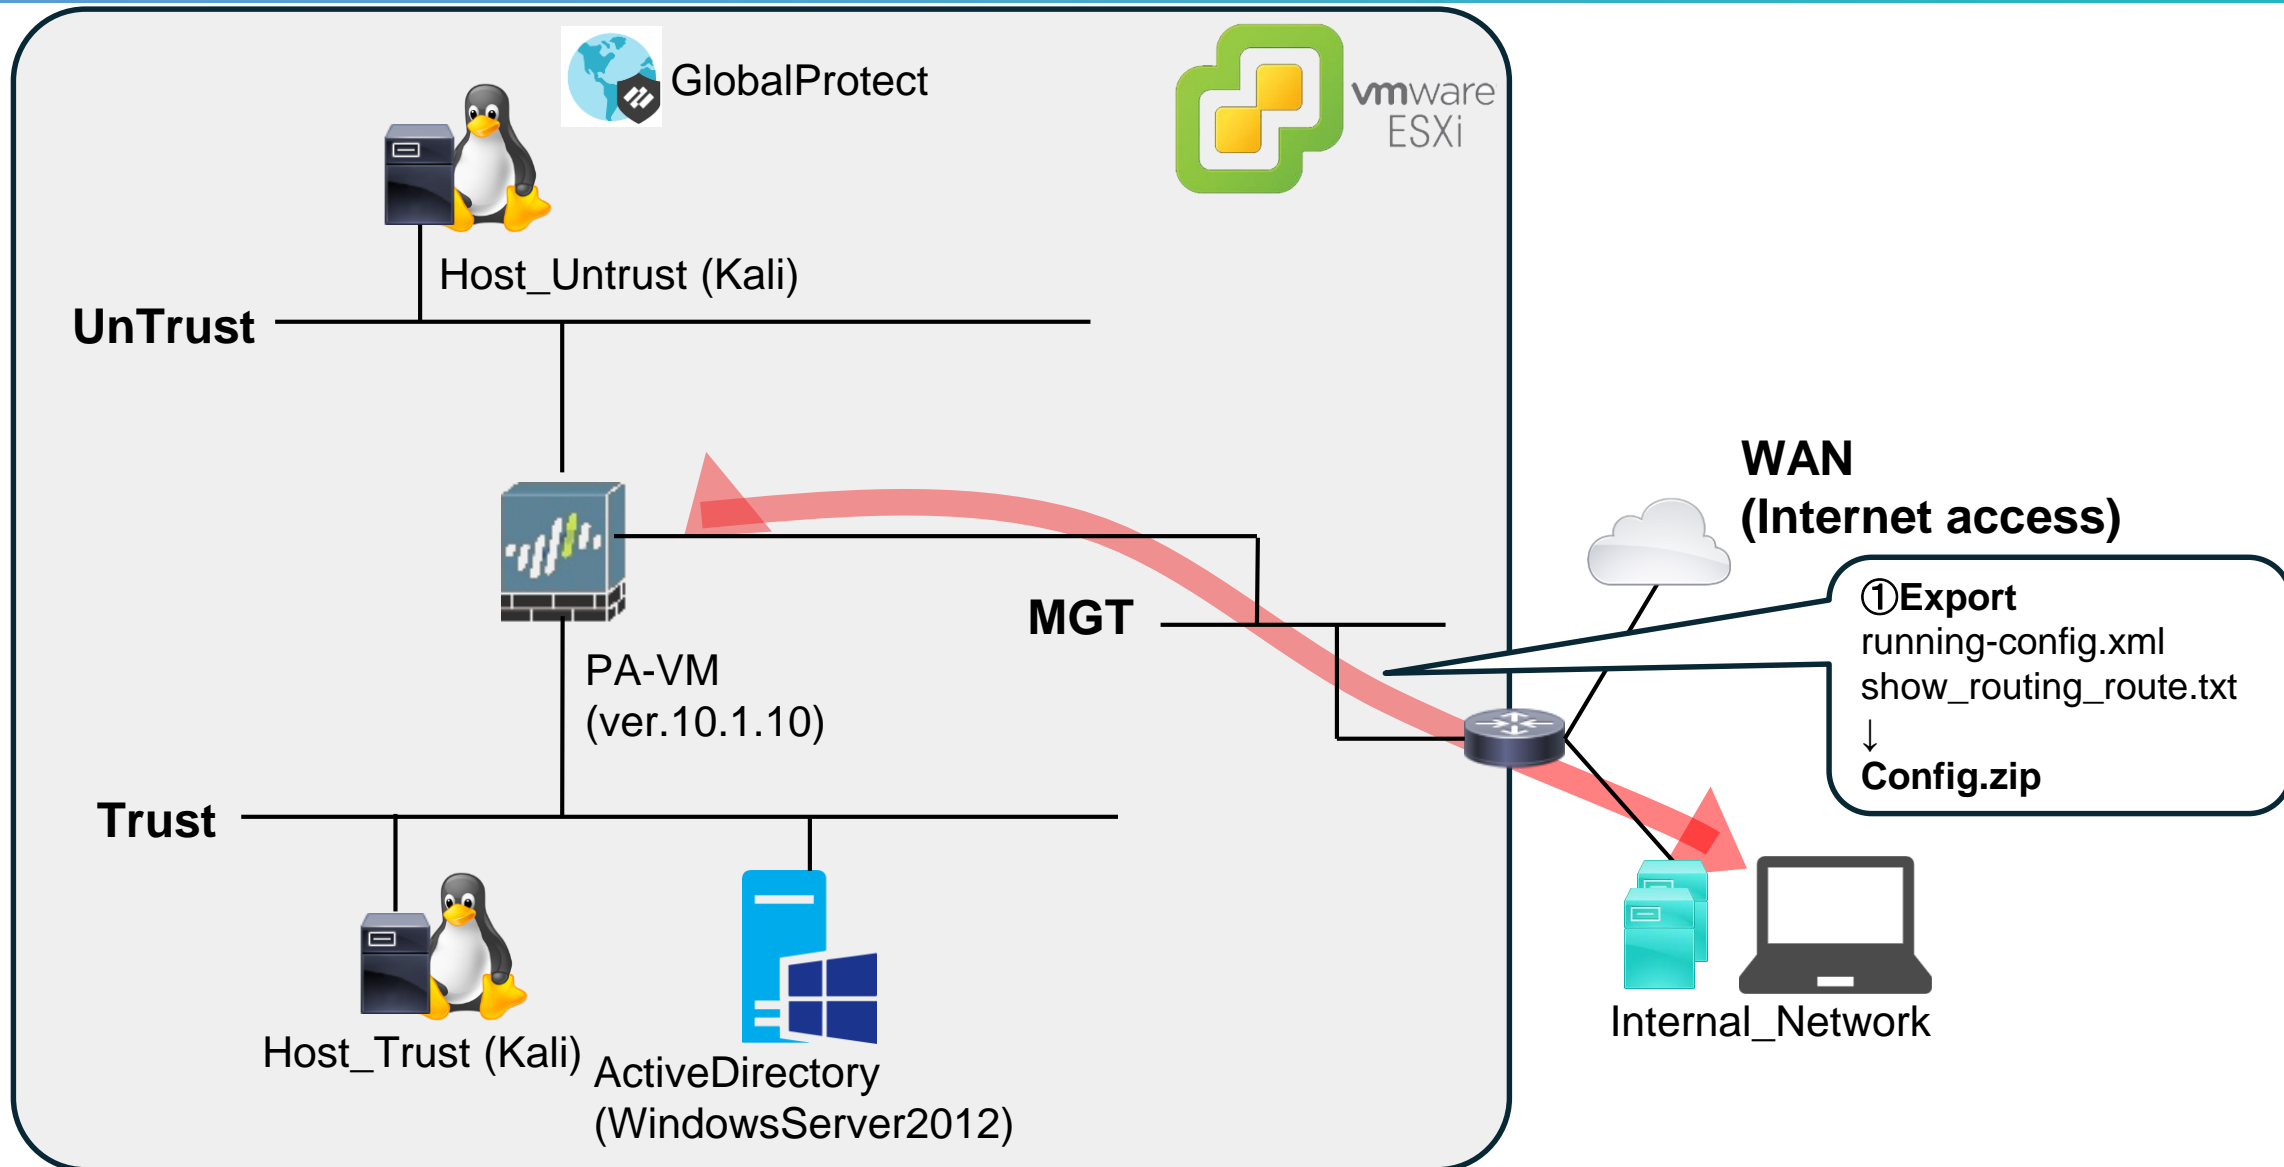 GlobalProtect
vmware
ESXi
Host_Untrust (Kali)
UnTrust
WAN
(Internet access)
①Export
running-config.xml
show_routing_route.txt
↓
Config.zip
MGT
PA-VM
(ver.10.1.10)
Trust
Host_Trust (Kali)
ActiveDirectory
(WindowsServer2012)
Internal_Network